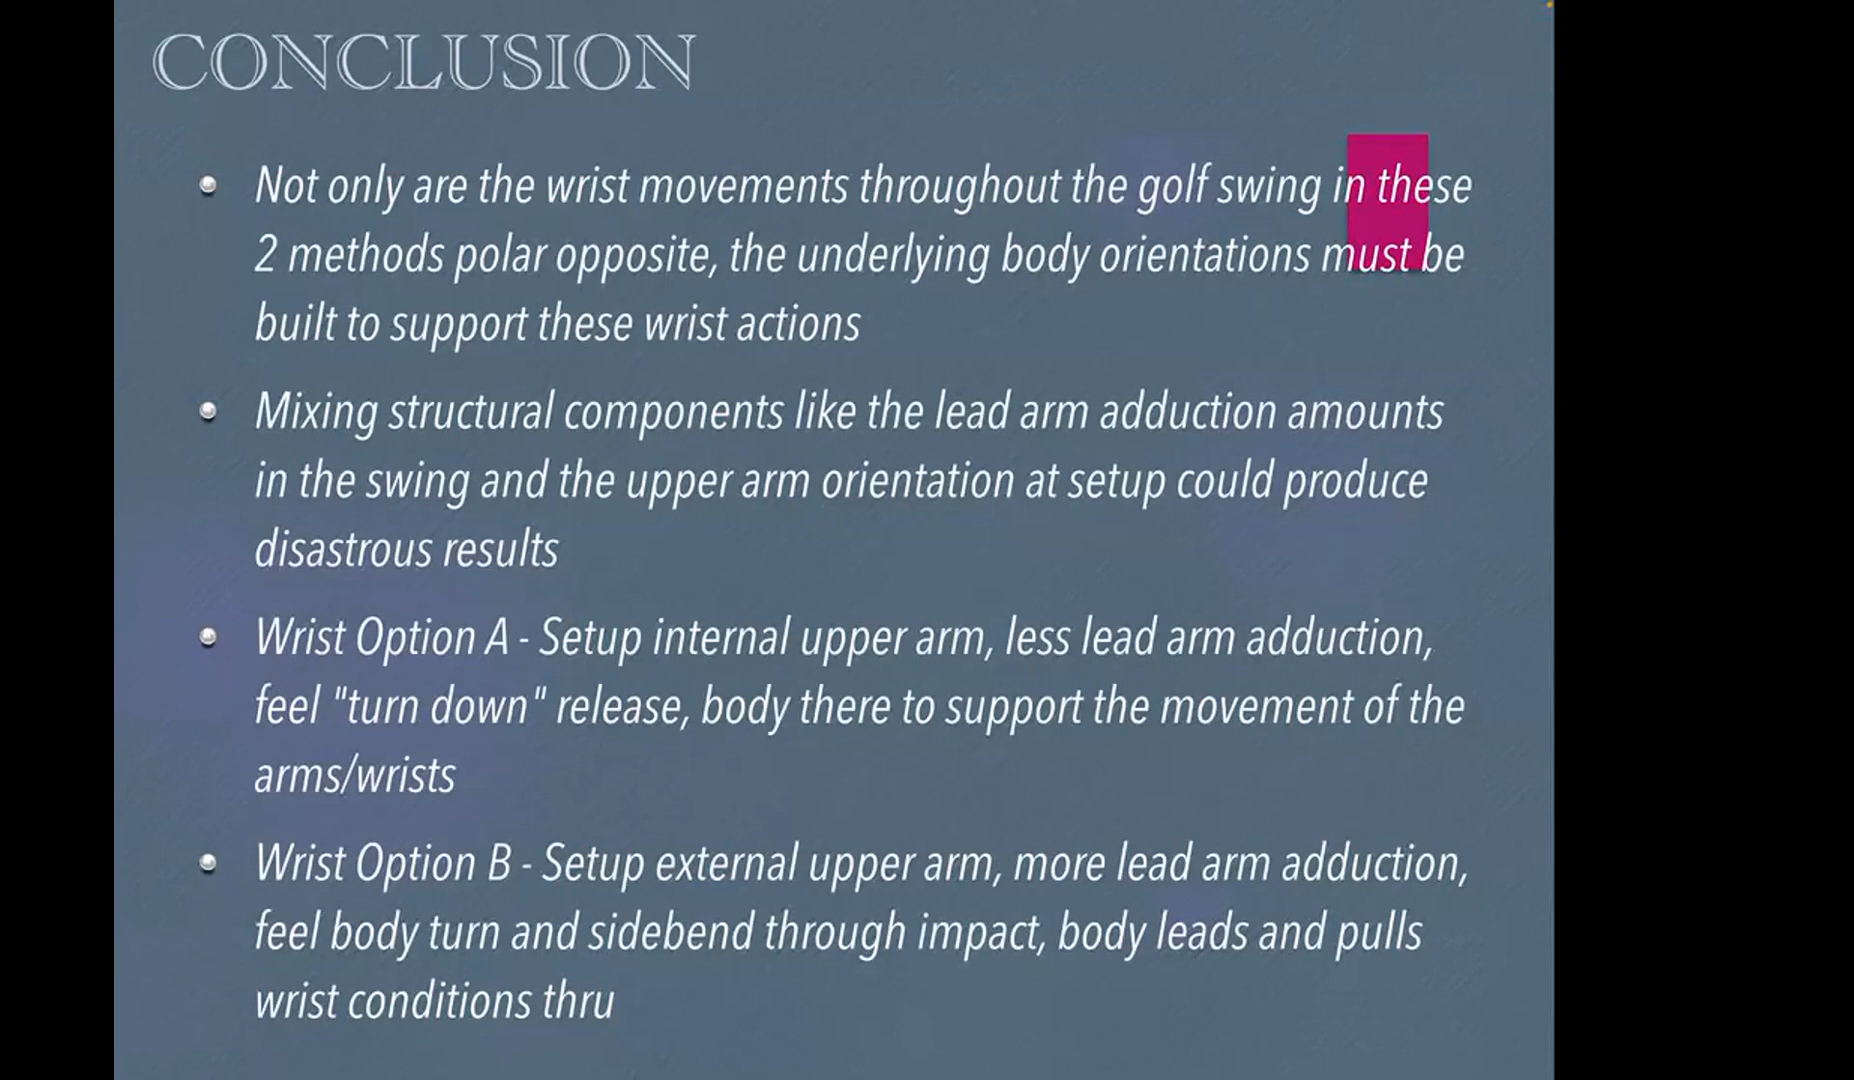 CONCLUSION
Not only are the wrist movements throughout the golf swing in these
2 methods polar opposite, the underlying body orientations must be
built to support these wrist actions
Mixing structural components like the lead arm adduction amounts
in the swing and the upper arm orientation at setup could produce
disastrous results
Wrist Option A - Setup internal upper arm, less lead arm adduction,
feel "turn down" release, body there to support the movement of the
arms/wrists
Wrist Option B - Setup external upper arm, more lead arm adduction,
feel body turn and sidebend through impact, body leads and pulls
wrist conditions thru